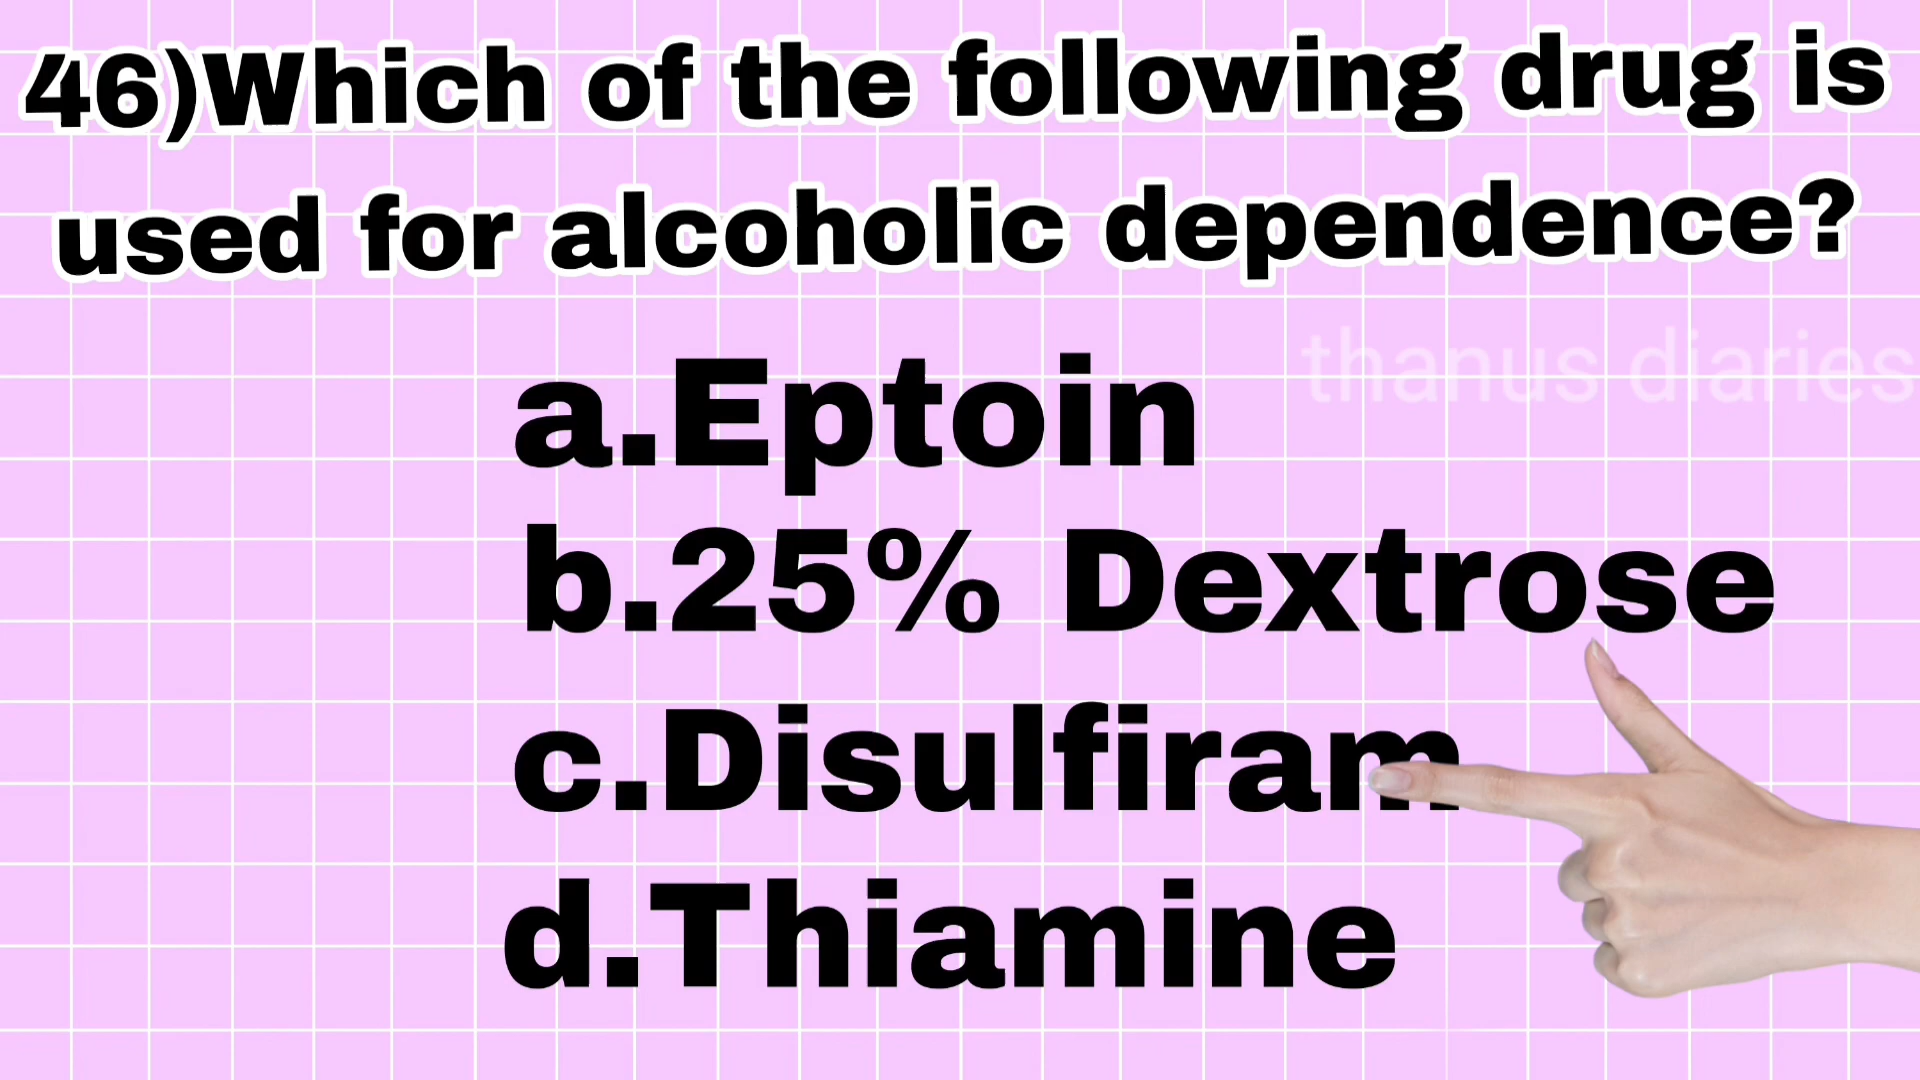 46)Which of the following drug is
used for alcoholic dependence?
thanus diaries
a.Eptoin
b.25% Dextrose
c.Disulfiram
d.Thiamine